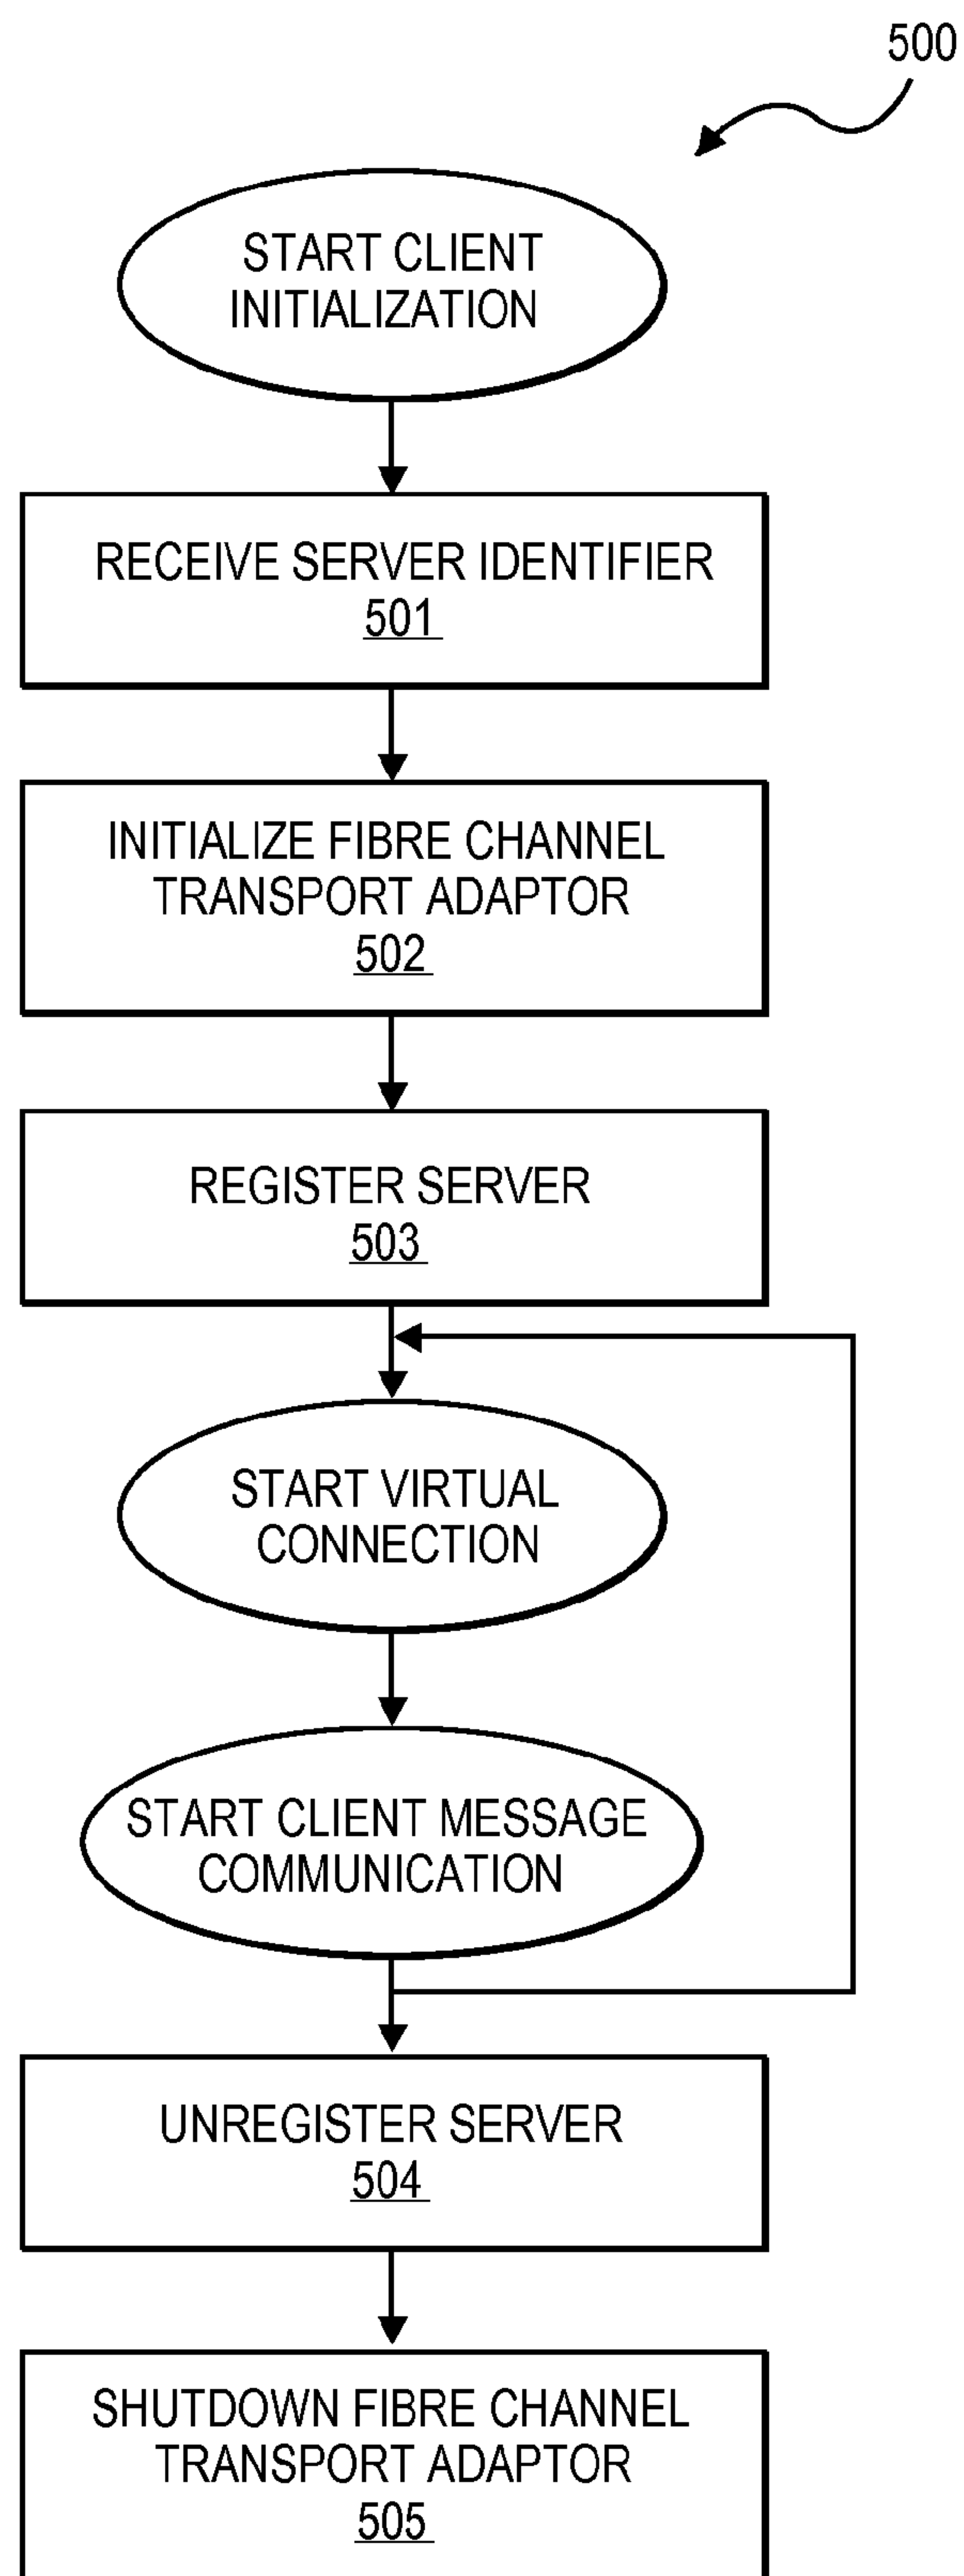 500
START CLIENT
INITIALIZATION
RECEIVE SERVER IDENTIFIER
501
INITIALIZE FIBRE CHANNEL
TRANSPORT ADAPTOR
502
REGISTER SERVER
503
START VIRTUAL
CONNECTION
START CLIENT MESSAGE
COMMUNICATION
UNREGISTER SERVER
504
SHUTDOWN FIBRE CHANNEL
TRANSPORT ADAPTOR
505